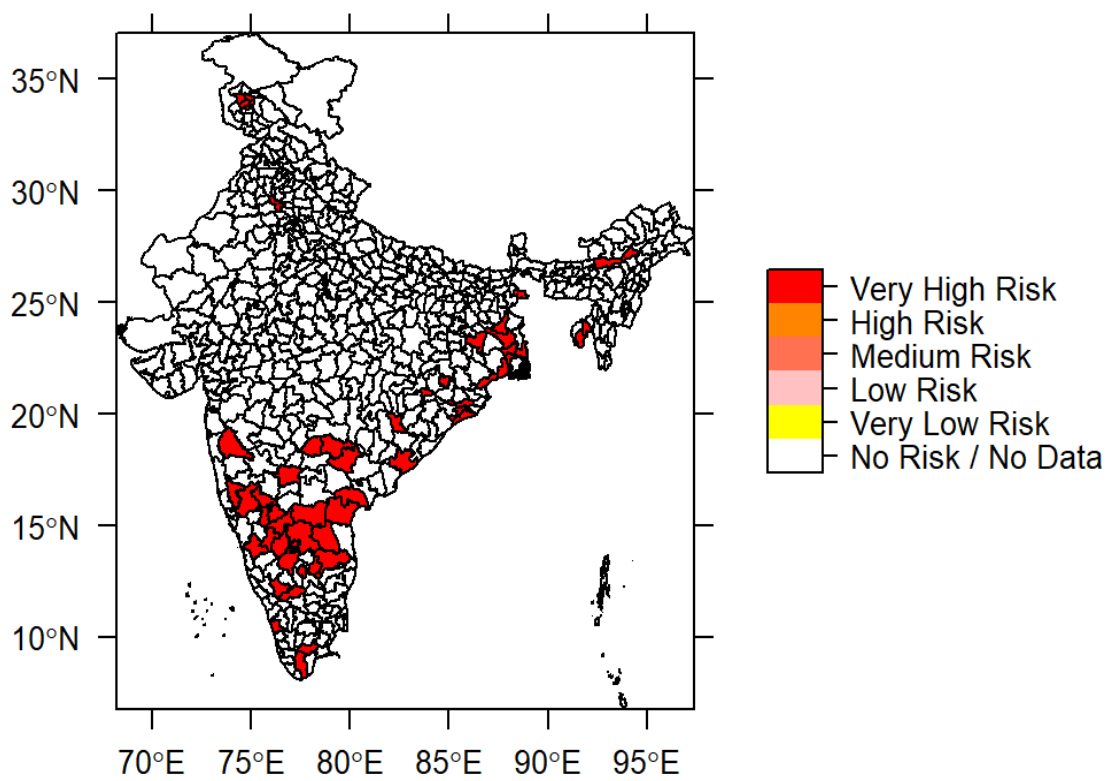 35°N
30°N
25°N
20°N
15°N
10°N
70°E 75°E 80°E 85°E 90°E 95°E
Very High Risk
High Risk
Medium Risk
Low Risk
Very Low Risk
No Risk / No Data